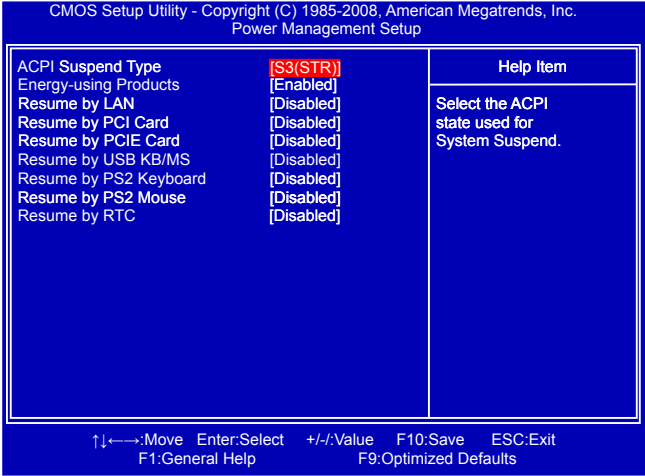 CMOS Setup Utility - Copyright (C) 1985-2008, American Megatrends, Inc.
Power Management Setup
ACPI Suspend Type [S3(STR)]
Energy-using Products [Enabled]
Resume by LAN [Disabled]
Resume by PCI Card [Disabled]
Resume by PCIE Card [Disabled]
Resume by USB KB/MS [Disabled]
Resume by PS2 Keyboard [Disabled]
Resume by PS2 Mouse [Disabled]
Resume by RTC [Disabled]
Help Item
Select the ACPI
state used for
System Suspend.
↑↓←→:Move Enter:Select +/-/:Value F10:Save ESC:Exit
F1:General Help F9:Optimized Defaults